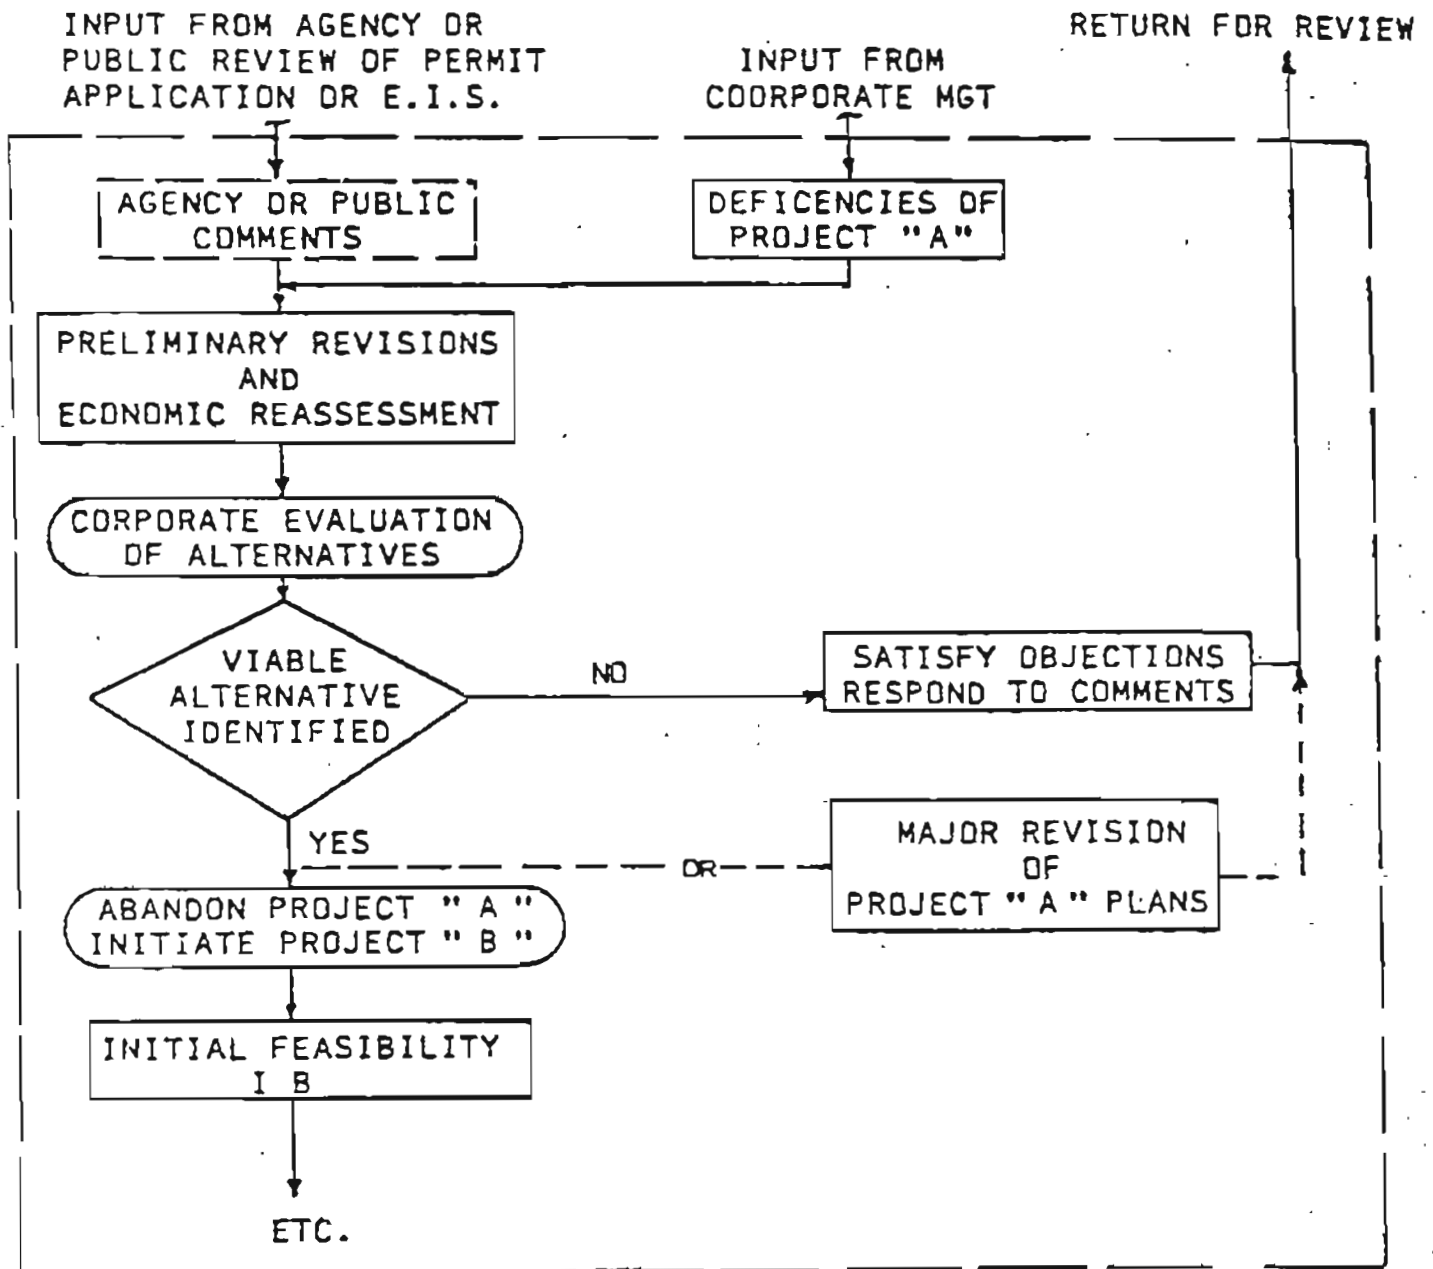 INPUT FROM AGENCY OR
PUBLIC REVIEW OF PERMIT
APPLICATION OR E.I.S.
INPUT FROM
COORPORATE MGT
RETURN FOR REVIEW
AGENCY OR PUBLIC
COMMENTS
DEFICENCIES OF
PROJECT "A"
PRELIMINARY REVISIONS
AND
ECONOMIC REASSESSMENT
CORPORATE EVALUATION
OF ALTERNATIVES
VIABLE
ALTERNATIVE
IDENTIFIED
NO
SATISFY OBJECTIONS
RESPOND TO COMMENTS
YES
OR
MAJOR REVISION
OF
PROJECT "A" PLANS
ABANDON PROJECT "A"
INITIATE PROJECT "B"
INITIAL FEASIBILITY
I B
ETC.